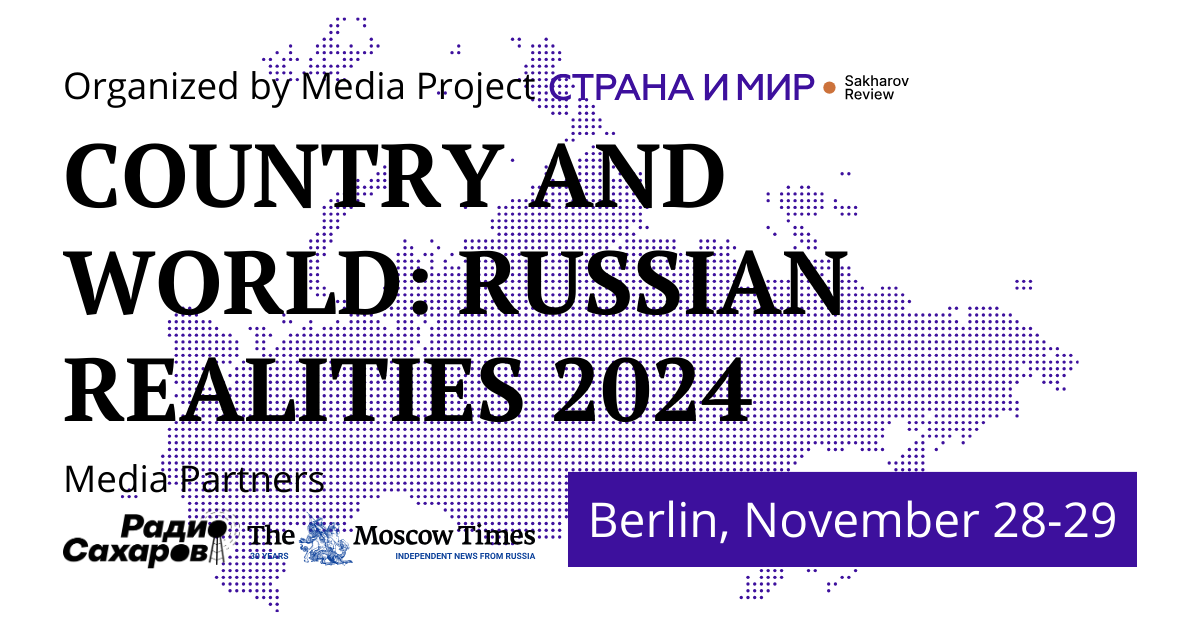 Organized by Media Project СТРАНА И МИР • Sakharov Review
COUNTRY AND
WORLD: RUSSIAN
REALITIES 2024
Media Partners
Радио
Сахаров
The Moscow Times
30 YEARS
INDEPENDENT NEWS FROM RUSSIA
Berlin, November 28-29